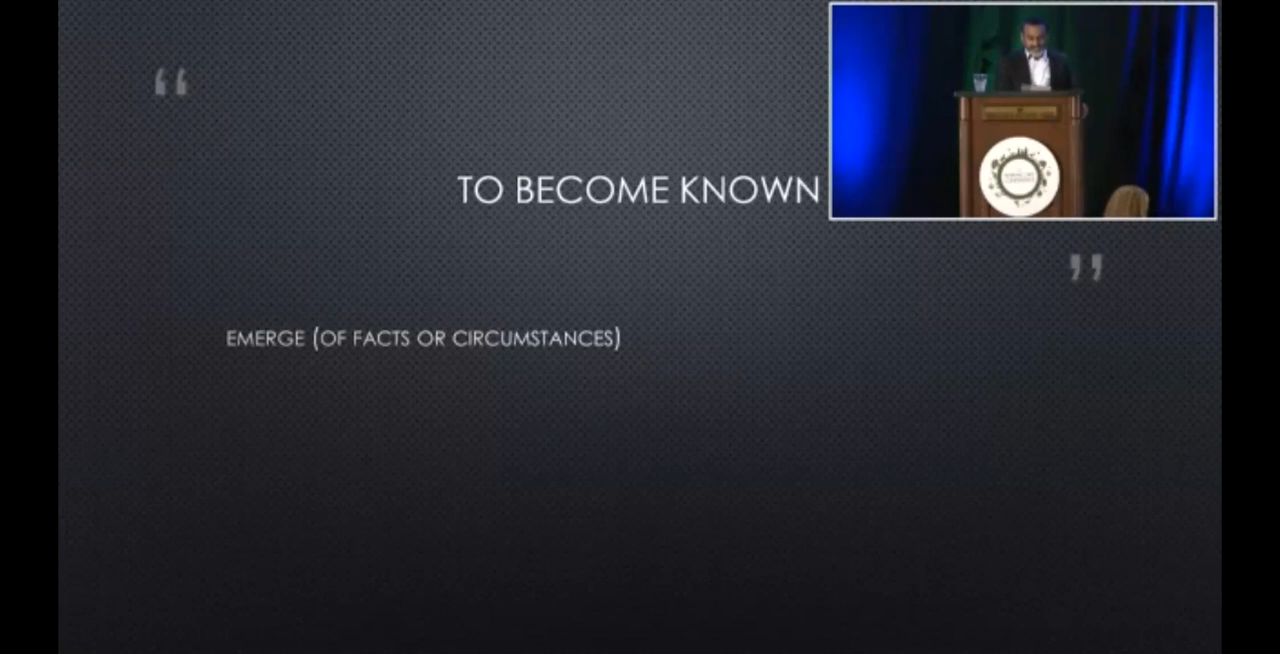 “
TO BECOME KNOWN
”
EMERGE (OF FACTS OR CIRCUMSTANCES)